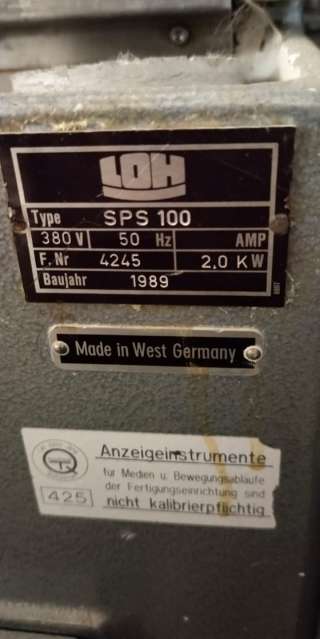 LOH
Type SPS 100
380 V 50 Hz AMP
F. Nr 4245 2,0 KW
Baujahr 1989
Made in West Germany
Anzeigeinstrumente
für Medien u. Bewegungsabläufe
der Fertigungseinrichtung sind
425 nicht kalibrierpflichtig